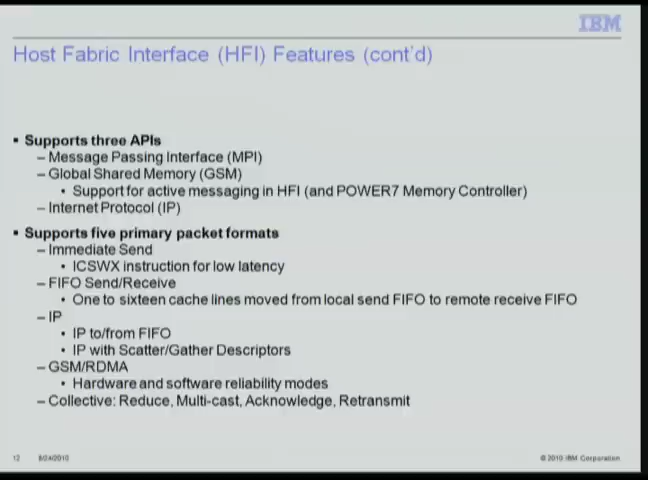 IBM
Host Fabric Interface (HFI) Features (cont'd)
▪ Supports three APIs
– Message Passing Interface (MPI)
– Global Shared Memory (GSM)
• Support for active messaging in HFI (and POWER7 Memory Controller)
– Internet Protocol (IP)
▪ Supports five primary packet formats
– Immediate Send
• ICSWX instruction for low latency
– FIFO Send/Receive
• One to sixteen cache lines moved from local send FIFO to remote receive FIFO
– IP
• IP to/from FIFO
• IP with Scatter/Gather Descriptors
– GSM/RDMA
• Hardware and software reliability modes
– Collective: Reduce, Multi-cast, Acknowledge, Retransmit
12 8/24/2010 © 2010 IBM Corporation